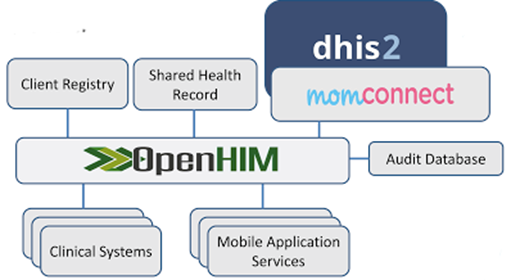 dhis2
momconnect
Client Registry
Shared Health
Record
OpenHIM
Audit Database
Clinical Systems
Mobile Application
Services